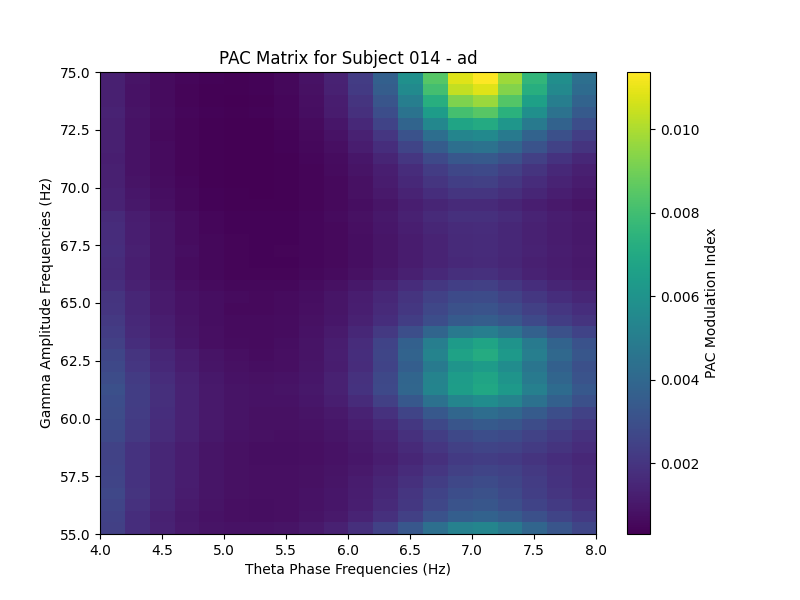 PAC Matrix for Subject 014 - ad
75.0
72.5
70.0
67.5
65.0
62.5
60.0
57.5
55.0
Gamma Amplitude Frequencies (Hz)
4.0 4.5 5.0 5.5 6.0 6.5 7.0 7.5 8.0
Theta Phase Frequencies (Hz)
0.010
0.008
0.006
0.004
0.002
PAC Modulation Index